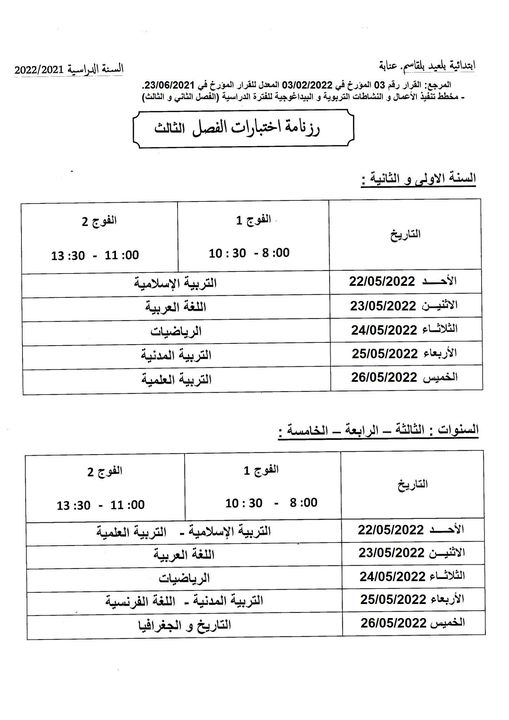 ابتدائية بلعيد بلقاسم. عنابة
السنة الدراسية 2022/2021
المرجع: القرار رقم 03 المؤرخ في 03/02/2022 المعدل للقرار المؤرخ في 23/06/2021.
- مخطط تنفيذ الأعمال و النشاطات التربوية و البيداغوجية للفترة الدراسية (الفصل الثاني و الثالث)
رزنامة اختبارات الفصل الثالث
السنة الاولى و الثانية :
التاريخ
الفوج 1
8:00 - 10:30
الفوج 2
11:00 - 13:30
الأحـــد 22/05/2022 التربية الإسلامية
الاثنيـن 23/05/2022 اللغة العربية
الثلاثـاء 24/05/2022 الرياضيات
الأربعاء 25/05/2022 التربية المدنية
الخميس 26/05/2022 التربية العلمية
السنوات : الثالثة – الرابعة – الخامسة :
التاريخ
الفوج 1
8:00 - 10:30
الفوج 2
11:00 - 13:30
الأحـــد 22/05/2022 التربية الإسلامية - التربية العلمية
الاثنيـن 23/05/2022 اللغة العربية
الثلاثـاء 24/05/2022 الرياضيات
الأربعاء 25/05/2022 التربية المدنية - اللغة الفرنسية
الخميس 26/05/2022 التاريخ و الجغرافيا